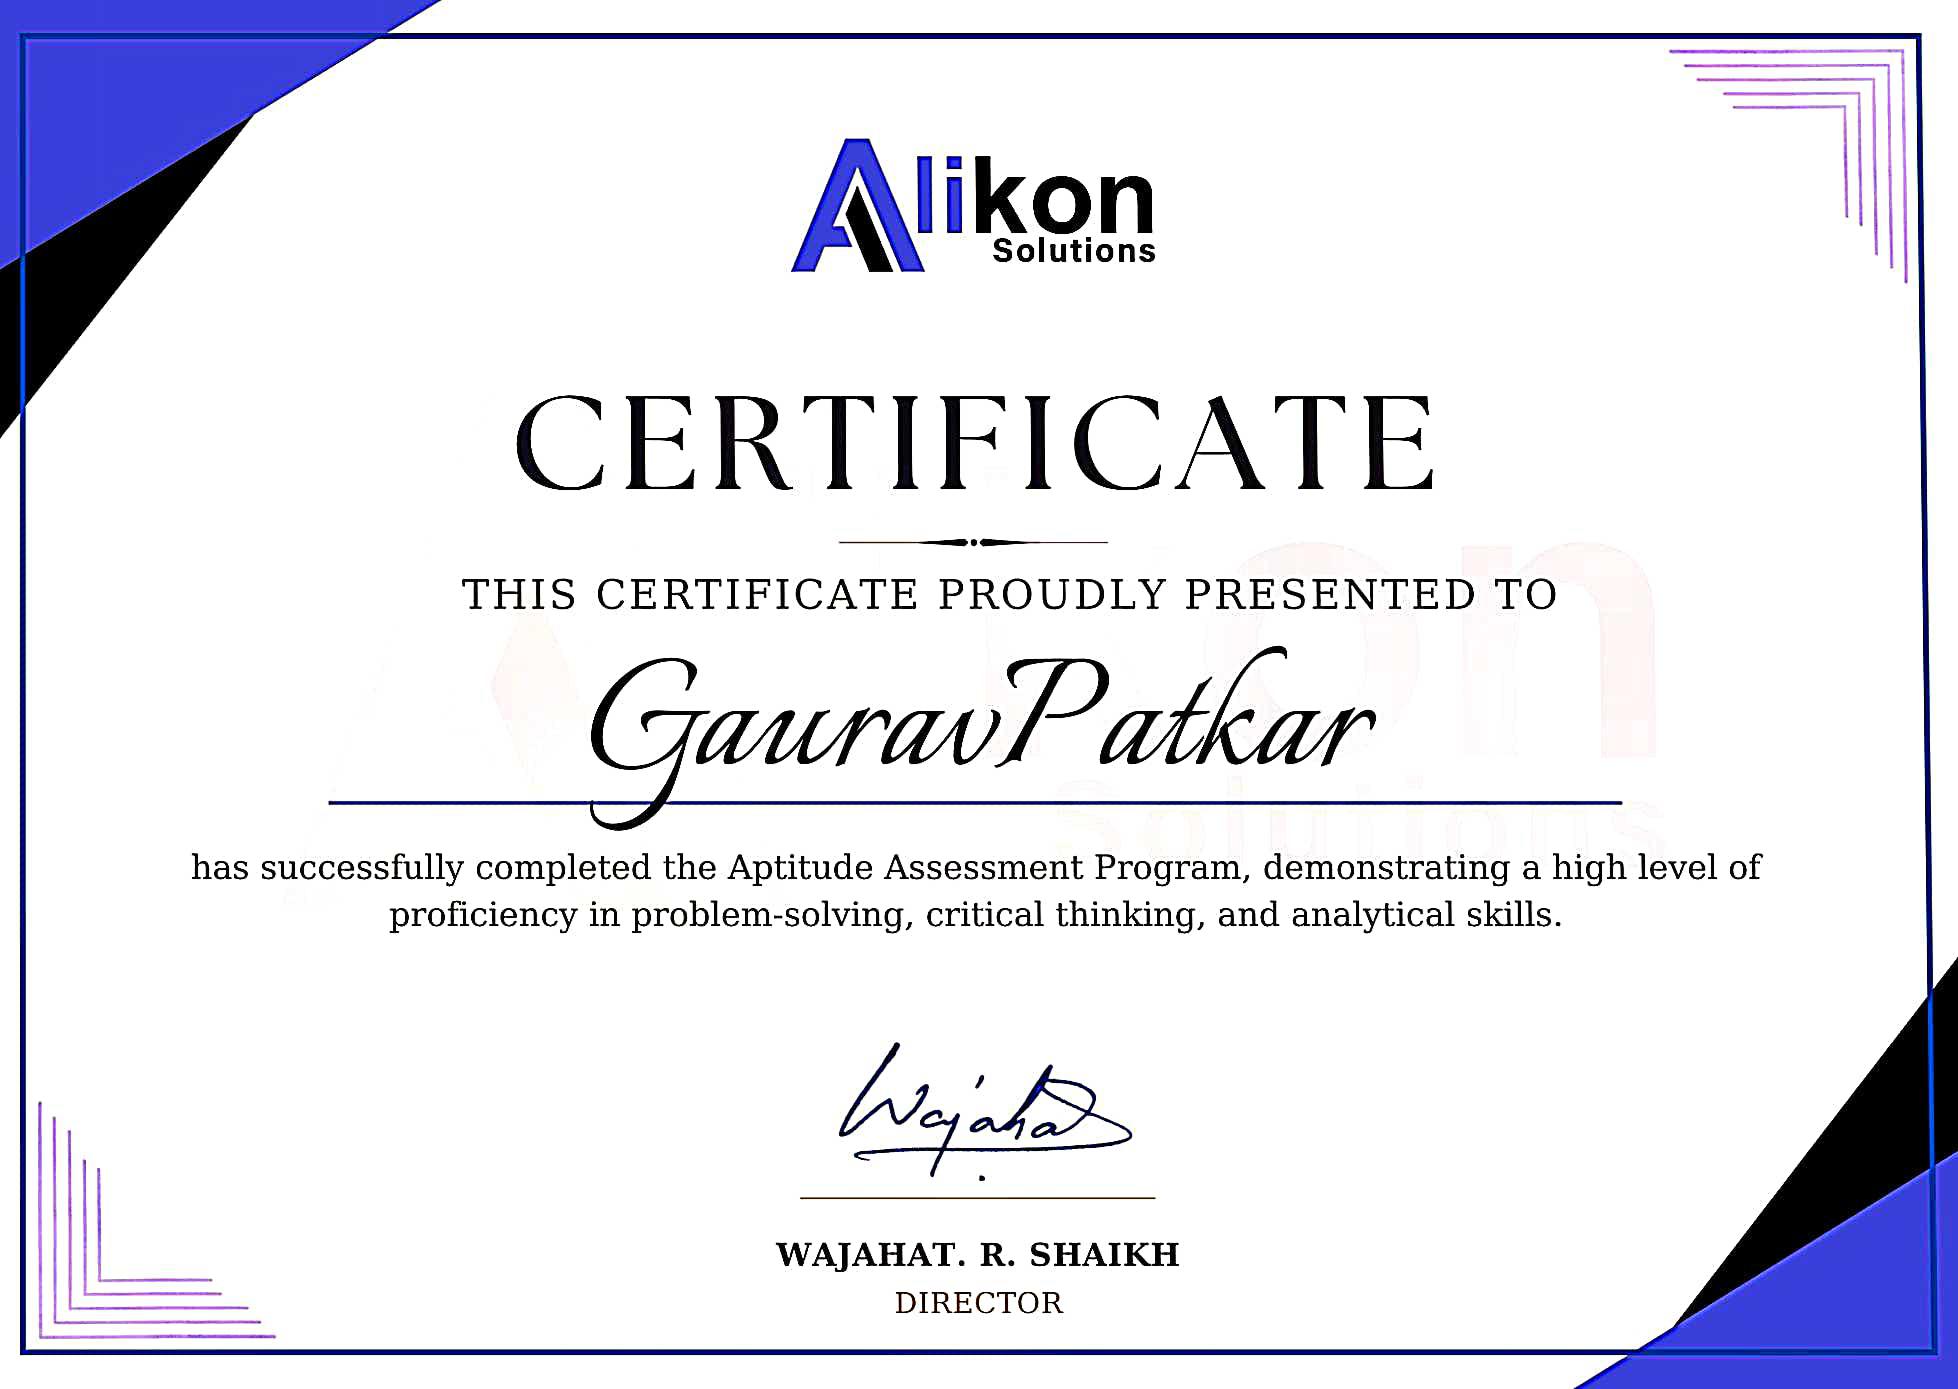 Alikon
Solutions
CERTIFICATE
THIS CERTIFICATE PROUDLY PRESENTED TO
GauravPatkar
has successfully completed the Aptitude Assessment Program, demonstrating a high level of
proficiency in problem-solving, critical thinking, and analytical skills.
Wajahat
WAJAHAT. R. SHAIKH
DIRECTOR